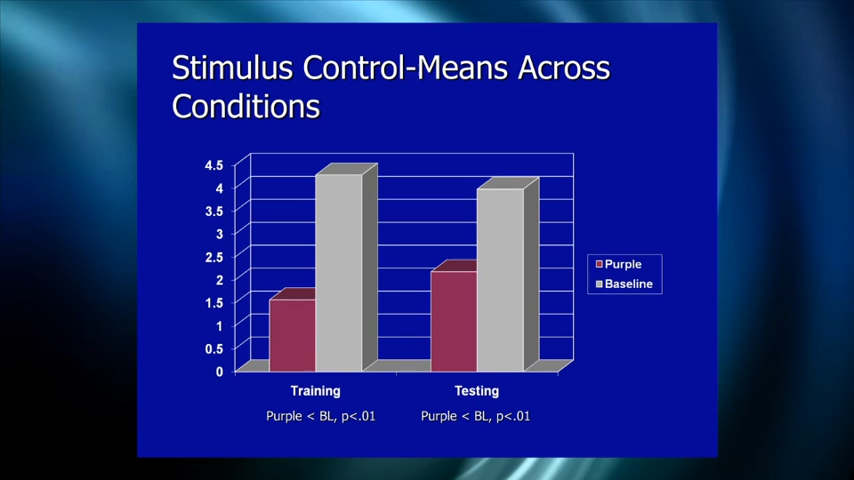 Stimulus Control-Means Across
Conditions
4.5
4
3.5
3
2.5
2
1.5
1
0.5
0
Purple
Baseline
Training
Testing
Purple < BL, p<.01
Purple < BL, p<.01